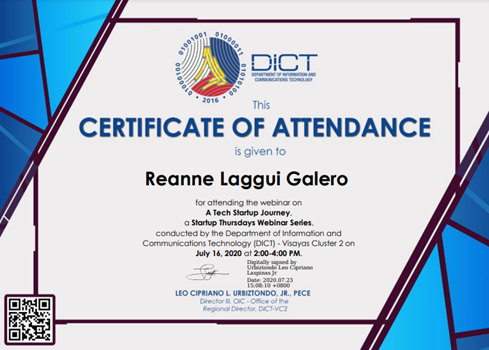 01000100 01001001 01000011 01010100
• 2016 •
DICT
DEPARTMENT OF INFORMATION AND
COMMUNICATIONS TECHNOLOGY
This
CERTIFICATE OF ATTENDANCE
is given to
Reanne Laggui Galero
for attending the webinar on
A Tech Startup Journey,
a Startup Thursdays Webinar Series,
conducted by the Department of Information and
Communications Technology (DICT) - Visayas Cluster 2 on
July 16, 2020 at 2:00-4:00 PM.
Digitally signed by
Urbiztondo Leo Cipriano
Laspinas Jr
Date: 2020.07.23
15:08:10 +0800
LEO CIPRIANO L. URBIZTONDO, JR., PECE
Director III, OIC - Office of the
Regional Director, DICT-VC2